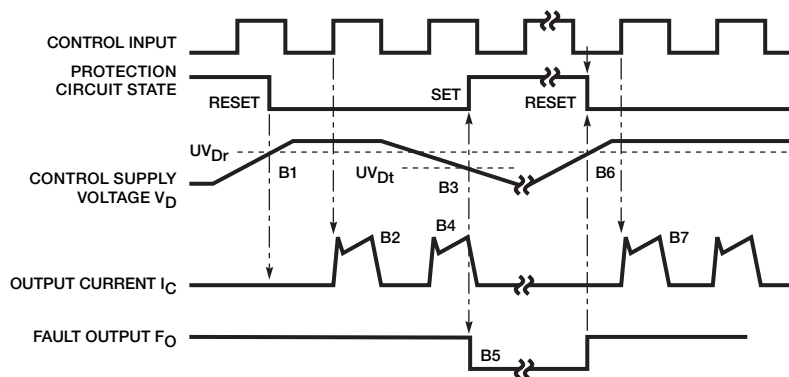 CONTROL INPUT
PROTECTION
CIRCUIT STATE
RESET
SET
RESET
UVDr
B1
UVDt
B3
B6
CONTROL SUPPLY
VOLTAGE VD
B2
B4
B7
OUTPUT CURRENT IC
FAULT OUTPUT FO
B5